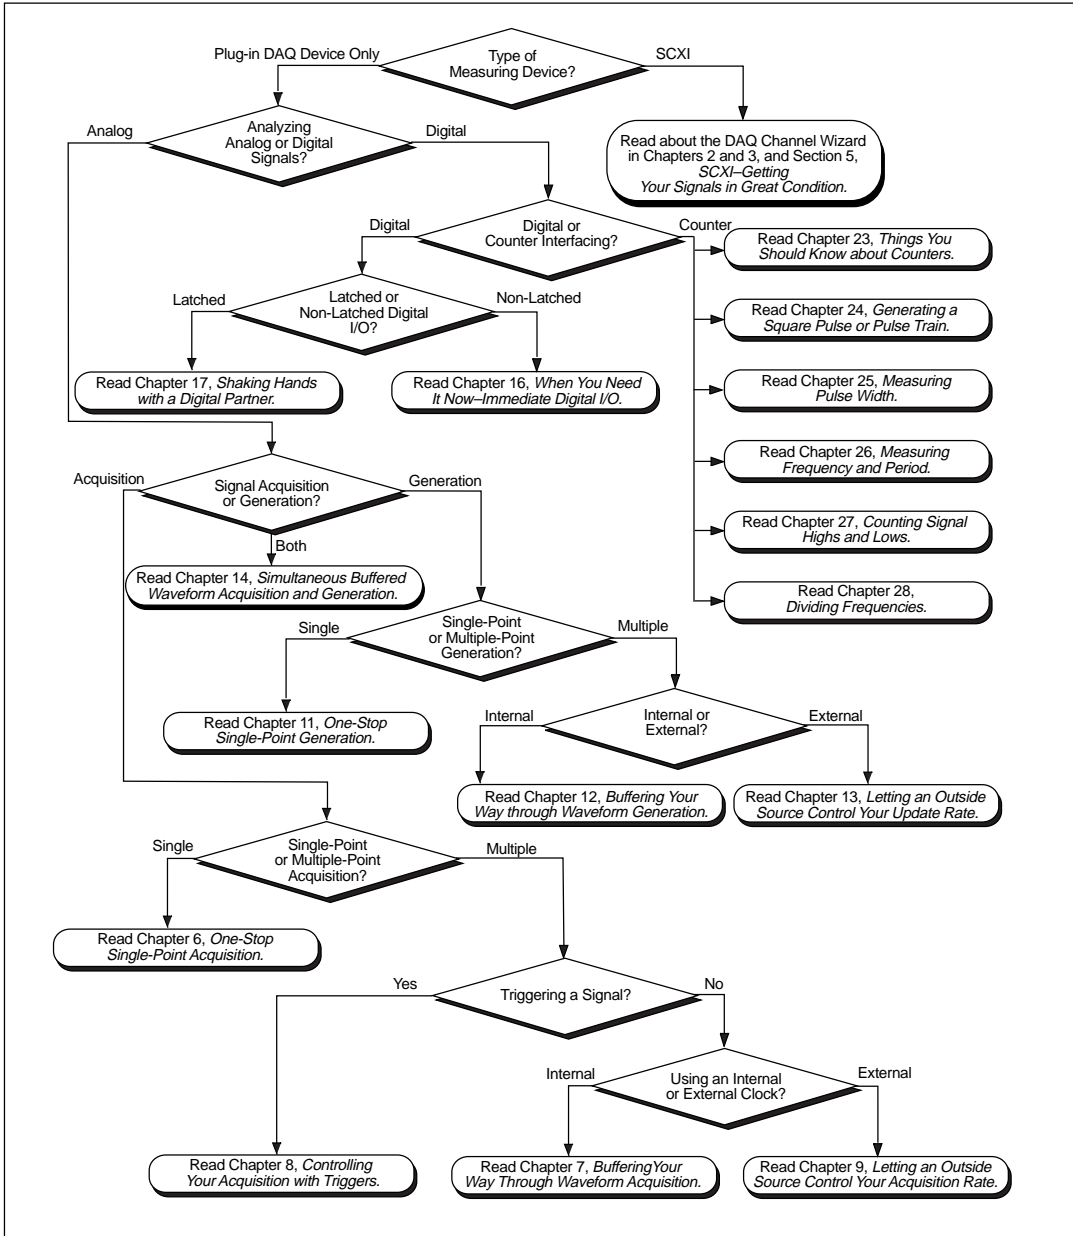 Plug-in DAQ Device Only
Type of
Measuring Device?
SCXI
Analog
Analyzing
Analog or Digital
Signals?
Digital
Read about the DAQ Channel Wizard
in Chapters 2 and 3, and Section 5,
SCXI–Getting
Your Signals in Great Condition.
Digital
Digital or
Counter Interfacing?
Counter
Read Chapter 23, Things You
Should Know about Counters.
Latched
Latched or
Non-Latched Digital
I/O?
Non-Latched
Read Chapter 24, Generating a
Square Pulse or Pulse Train.
Read Chapter 17, Shaking Hands
with a Digital Partner.
Read Chapter 16, When You Need
It Now–Immediate Digital I/O.
Read Chapter 25, Measuring
Pulse Width.
Read Chapter 26, Measuring
Frequency and Period.
Acquisition
Signal Acquisition
or Generation?
Generation
Both
Read Chapter 27, Counting Signal
Highs and Lows.
Read Chapter 14, Simultaneous Buffered
Waveform Acquisition and Generation.
Read Chapter 28,
Dividing Frequencies.
Single
Single-Point
or Multiple-Point
Generation?
Multiple
Read Chapter 11, One-Stop
Single-Point Generation.
Internal
Internal or
External?
External
Read Chapter 12, Buffering Your
Way through Waveform Generation.
Read Chapter 13, Letting an Outside
Source Control Your Update Rate.
Single
Single-Point
or Multiple-Point
Acquisition?
Multiple
Read Chapter 6, One-Stop
Single-Point Acquisition.
Yes
Triggering a Signal?
No
Internal
Using an Internal
or External Clock?
External
Read Chapter 8, Controlling
Your Acquisition with Triggers.
Read Chapter 7, BufferingYour
Way Through Waveform Acquisition.
Read Chapter 9, Letting an Outside
Source Control Your Acquisition Rate.